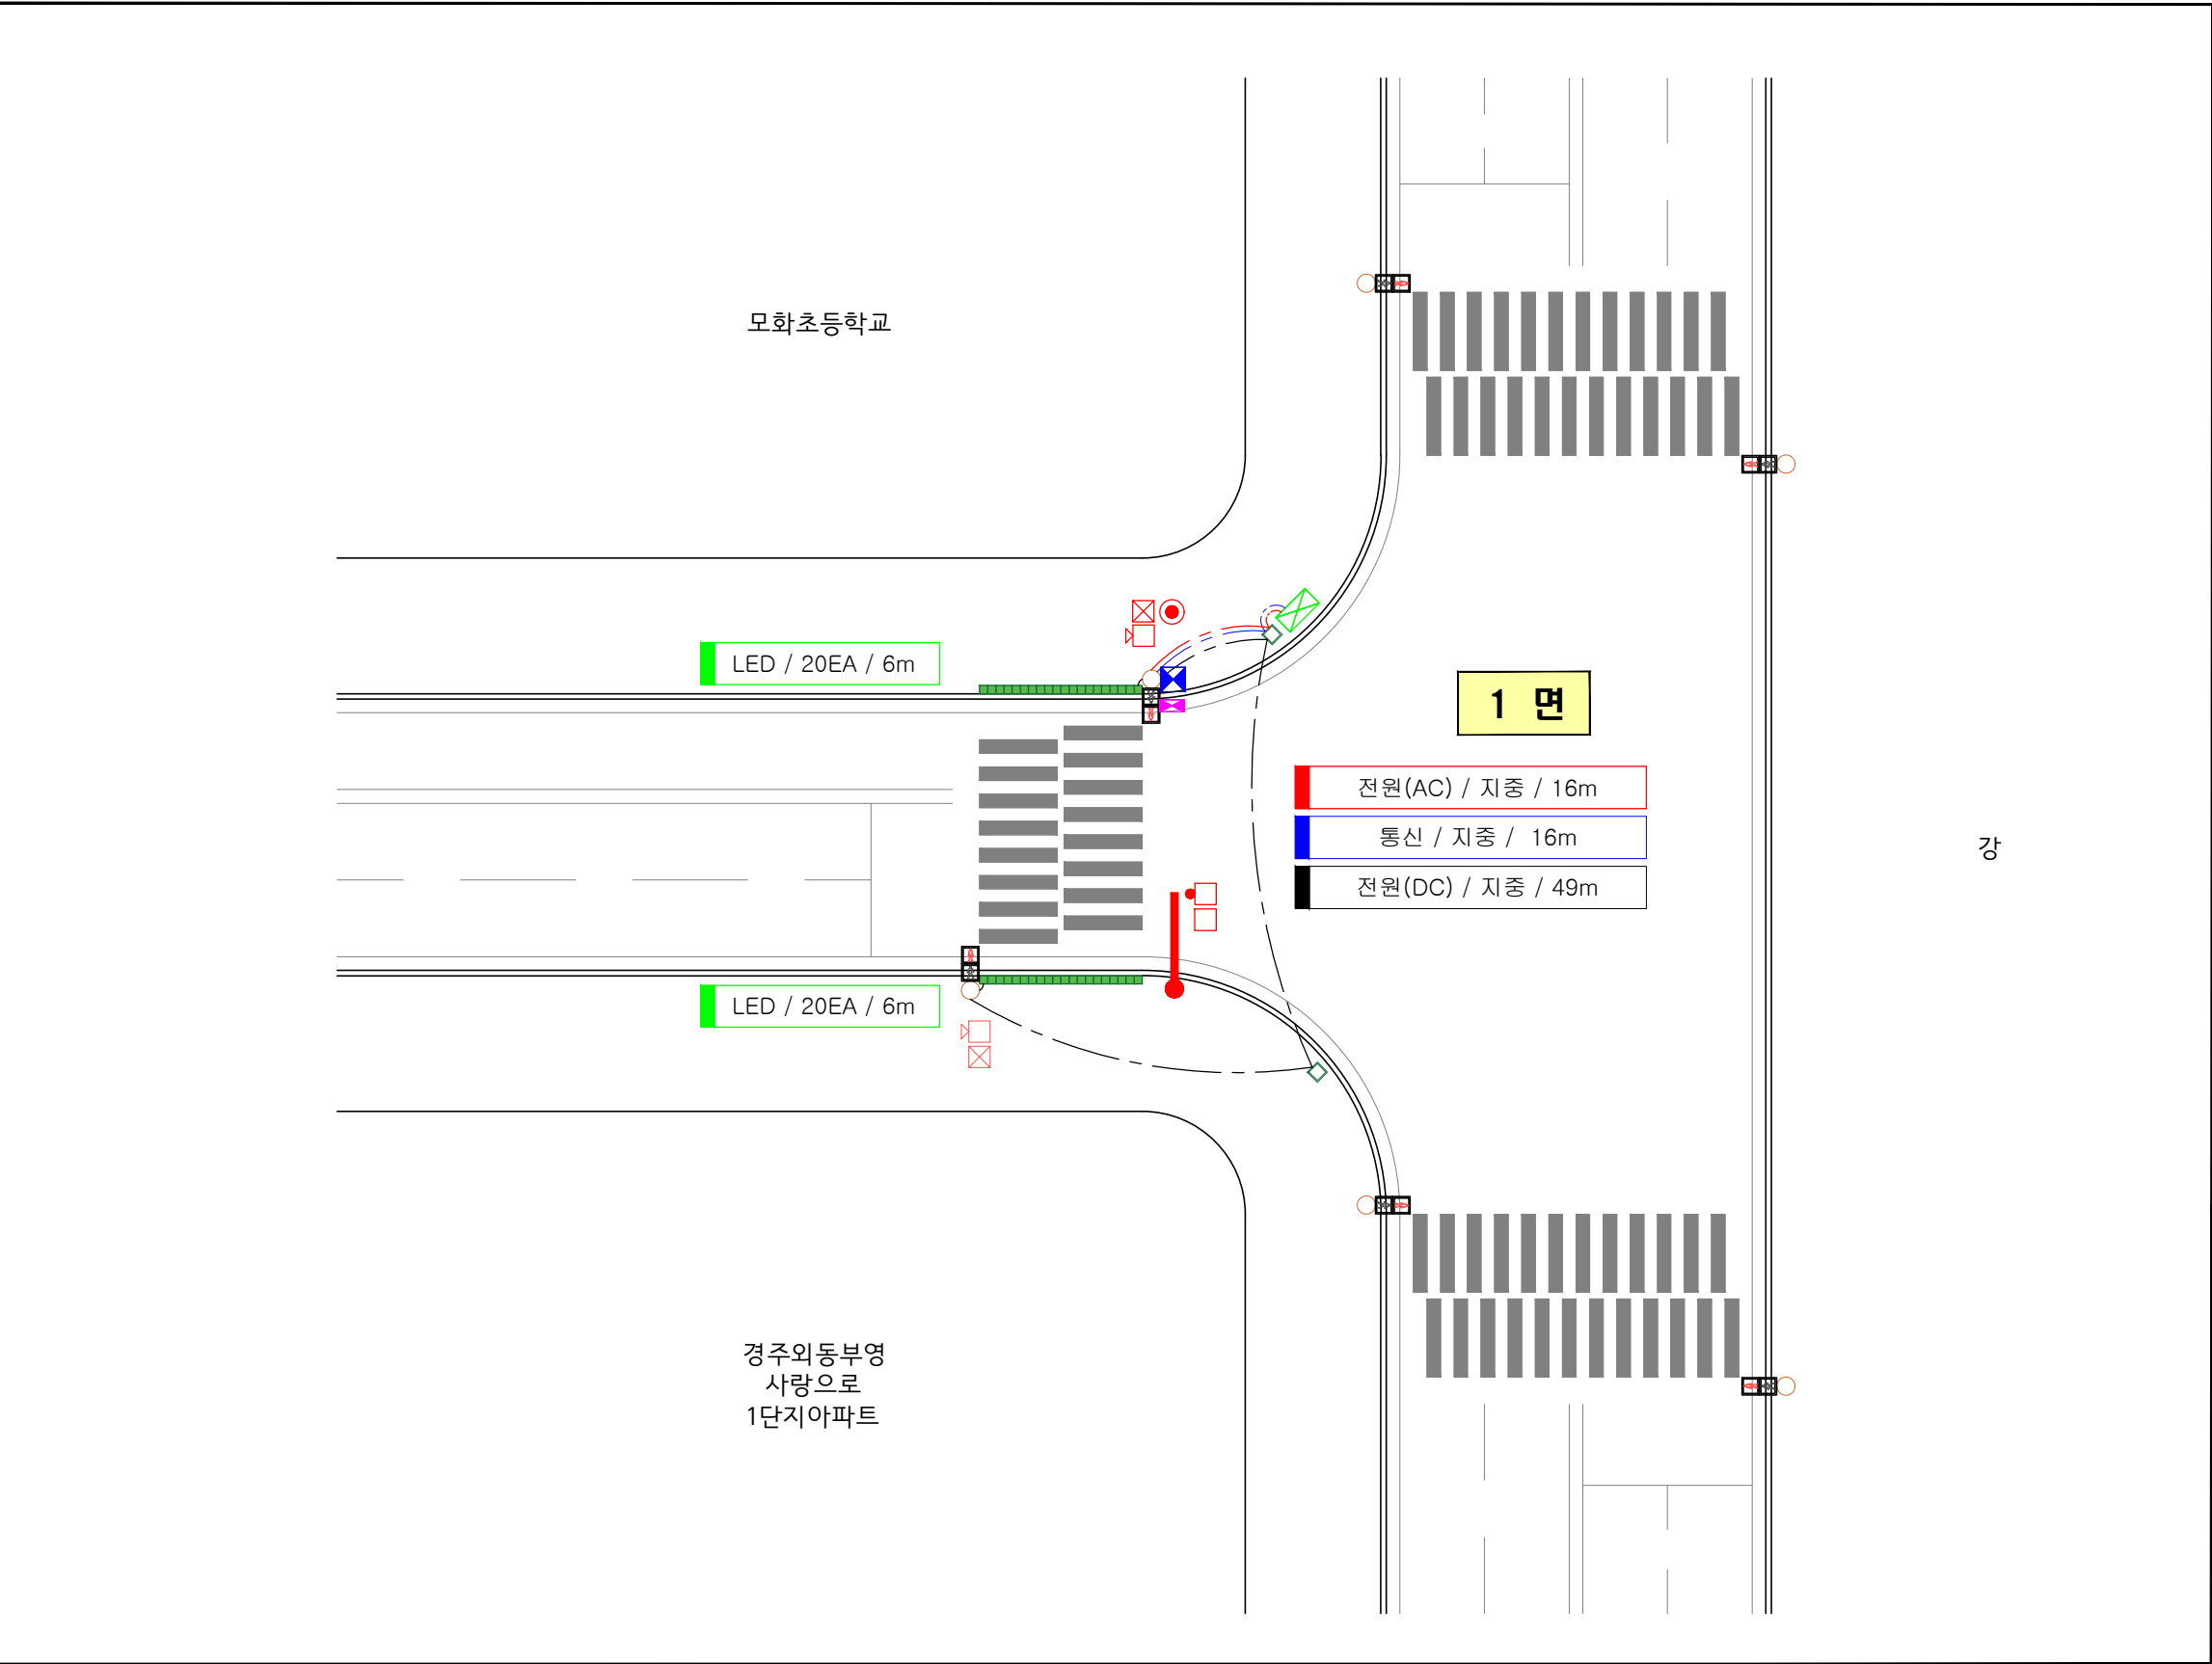 모화초등학교
LED / 20EA / 6m
1 면
전원(AC) / 지중 / 16m
통신 / 지중 / 16m
전원(DC) / 지중 / 49m
강
LED / 20EA / 6m
경주외동부영
사랑으로
1단지아파트